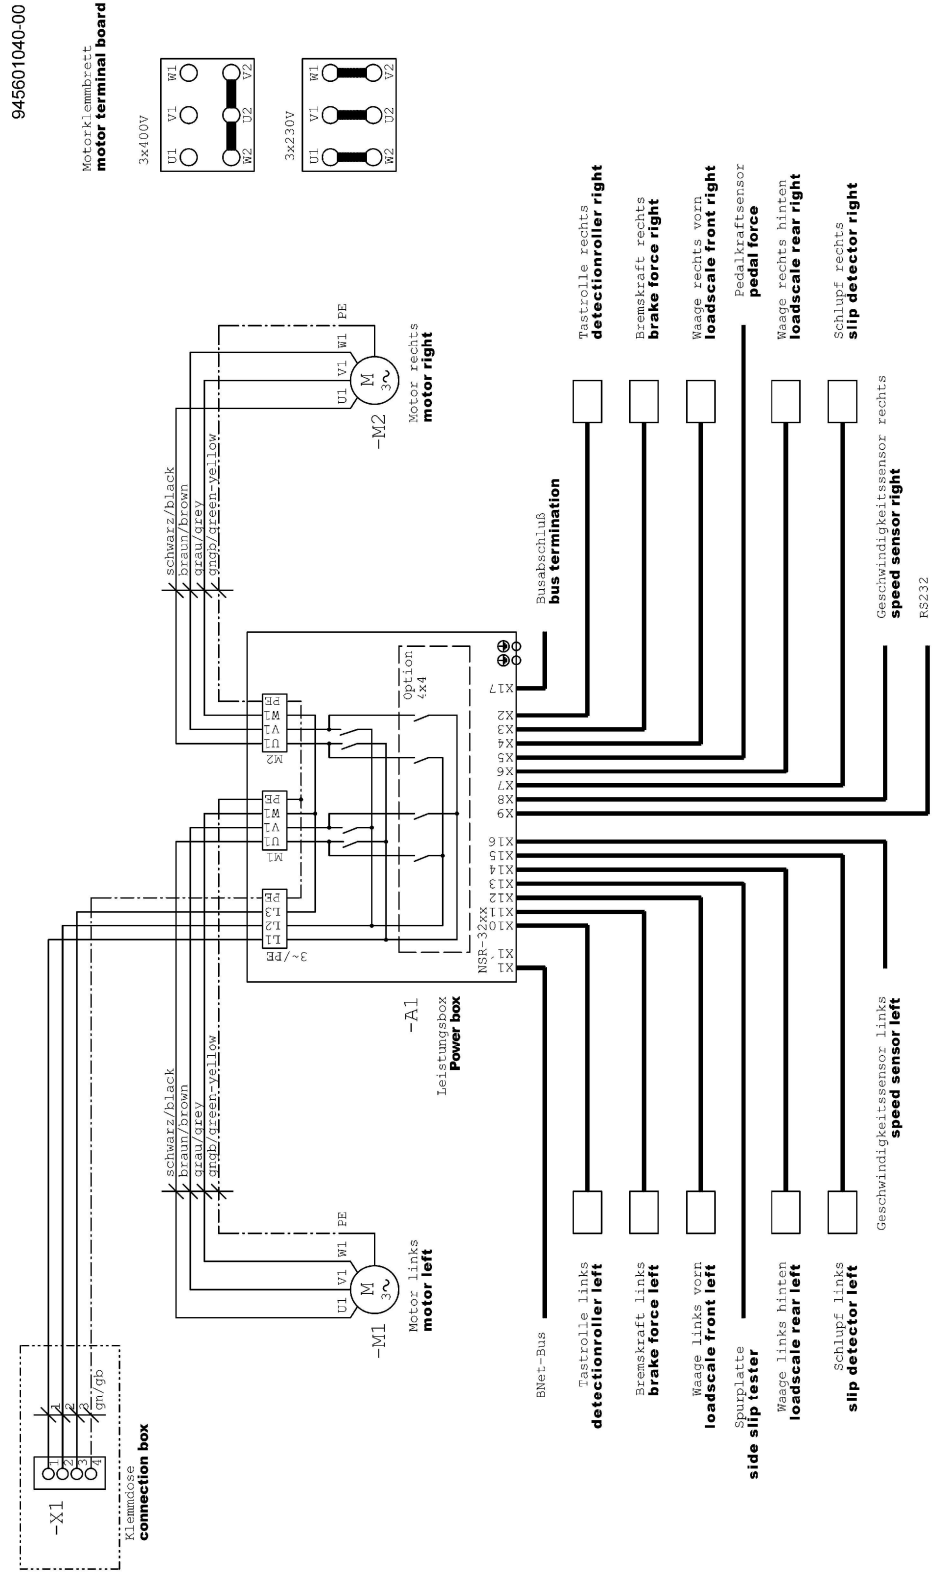 945601040-00
Motorklemmbrett
motor terminal board
3x400V
U1 V1 W1
W2 U2 V2
3x230V
U1 V1 W1
W2 U2 V2
-X1
1
2
3
4
1
2
3
gn/gb
Klemmdose
connection box
schwarz/black
braun/brown
grau/grey
gngb/green-yellow
U1
V1
W1
PE
M
3~
-M1
Motor links
motor left
schwarz/black
braun/brown
grau/grey
gngb/green-yellow
U1
V1
W1
PE
M
3~
-M2
Motor rechts
motor right
-A1
Leistungsbox
Power box
L1
L2
L3
PE
3~/PE
U1
V1
W1
PE
M1
U1
V1
W1
PE
M2
Option
4x4
NSR-32xx
X1
X1'
X10
X11
X12
X13
X14
X15
X16
X9
X8
X7
X6
X5
X4
X3
X2
X17
Busabschluß
bus termination
BNet-Bus
Tastrolle links
detectionroller left
Bremskraft links
brake force left
Waage links vorn
loadscale front left
Spurplatte
side slip tester
Waage links hinten
loadscale rear left
Schlupf links
slip detector left
Geschwindigkeitssensor links
speed sensor left
Tastrolle rechts
detectionroller right
Bremskraft rechts
brake force right
Waage rechts vorn
loadscale front right
Pedalkraftsensor
pedal force
Waage rechts hinten
loadscale rear right
Schlupf rechts
slip detector right
Geschwindigkeitssensor rechts
speed sensor right
RS232